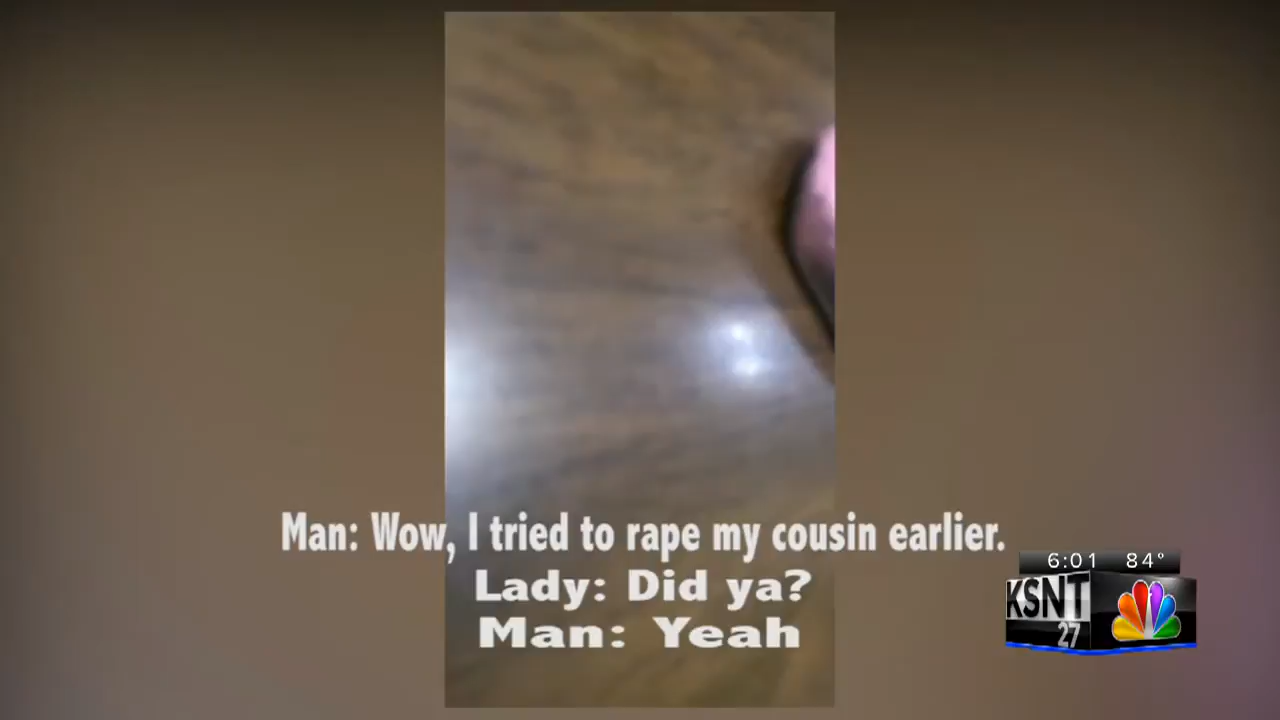 Man: Wow, I tried to rape my cousin earlier.
Lady: Did ya?
Man: Yeah
6:01 84°
KSNT
27